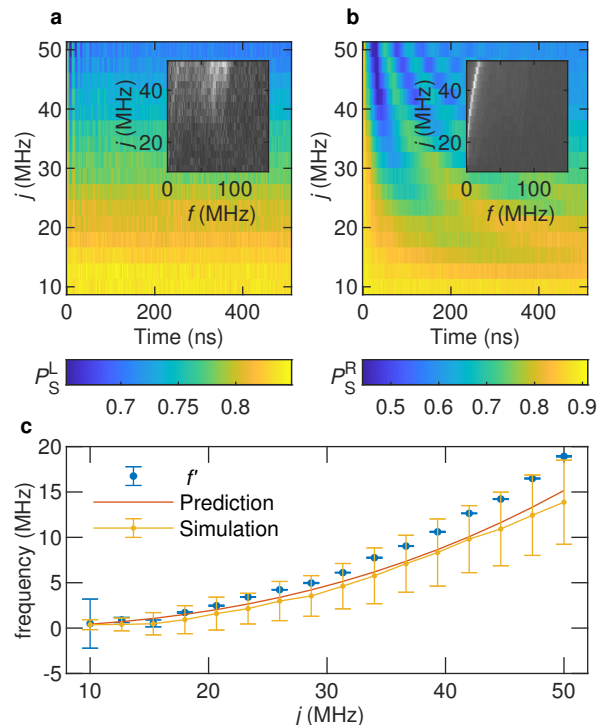 a
50
40
30
20
10
j (MHz)
0
200
400
Time (ns)
j (MHz)
40
20
0
100
f (MHz)
P_S^L
0.7
0.75
0.8
b
50
40
30
20
10
j (MHz)
0
200
400
Time (ns)
j (MHz)
40
20
0
100
f (MHz)
P_S^R
0.5
0.6
0.7
0.8
0.9
c
20
15
10
5
0
-5
frequency (MHz)
f'
Prediction
Simulation
10
20
30
40
50
j (MHz)